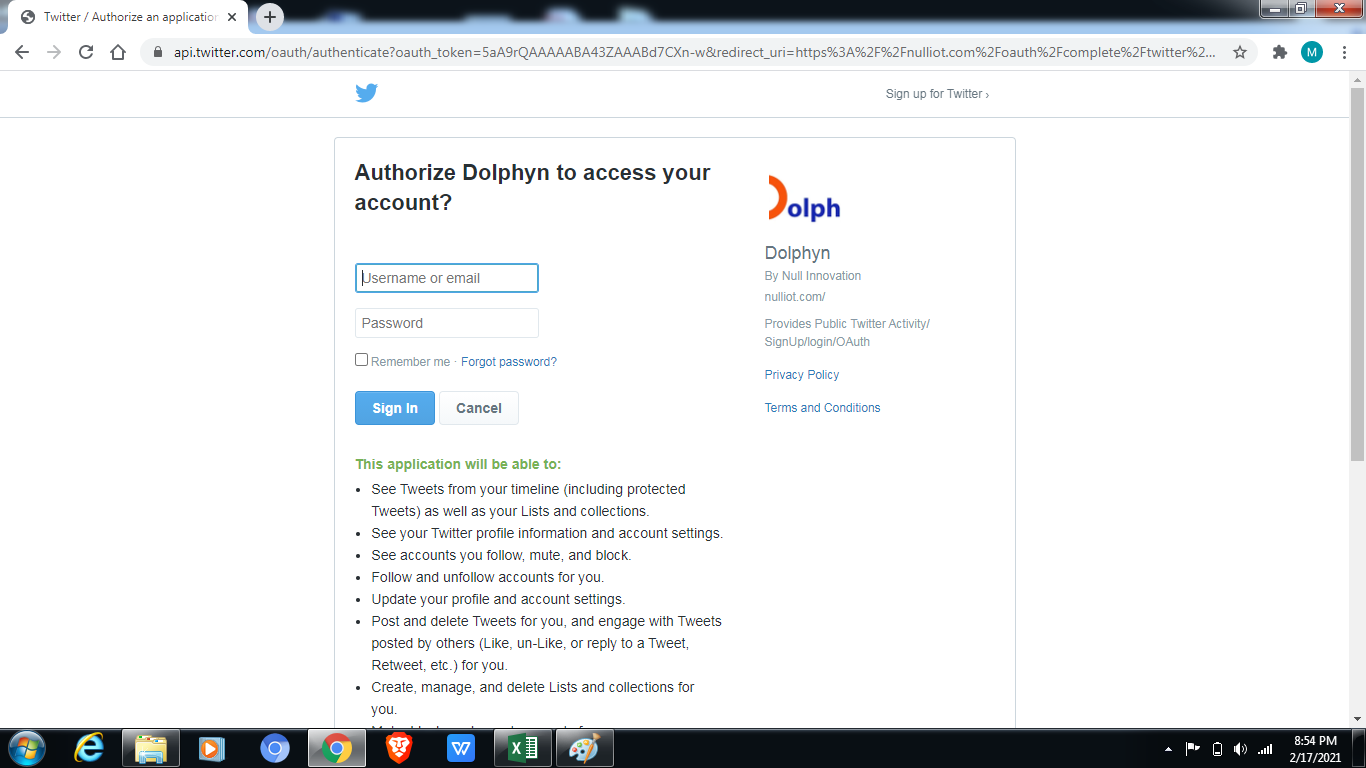 Twitter / Authorize an application
api.twitter.com/oauth/authenticate?oauth_token=5aA9rQAAAAABA43ZAAABd7CXn-w&redirect_uri=https%3A%2F%2Fnulliot.com%2Foauth%2Fcomplete%2Ftwitter%2...
M
Sign up for Twitter ›
Authorize Dolphyn to access your
account?
Username or email
Password
Remember me · Forgot password?
Sign In Cancel
This application will be able to:
• See Tweets from your timeline (including protected
Tweets) as well as your Lists and collections.
• See your Twitter profile information and account settings.
• See accounts you follow, mute, and block.
• Follow and unfollow accounts for you.
• Update your profile and account settings.
• Post and delete Tweets for you, and engage with Tweets
posted by others (Like, un-Like, or reply to a Tweet,
Retweet, etc.) for you.
• Create, manage, and delete Lists and collections for
you.
Dolph
Dolphyn
By Null Innovation
nulliot.com/
Provides Public Twitter Activity/
SignUp/login/OAuth
Privacy Policy
Terms and Conditions
8:54 PM
2/17/2021